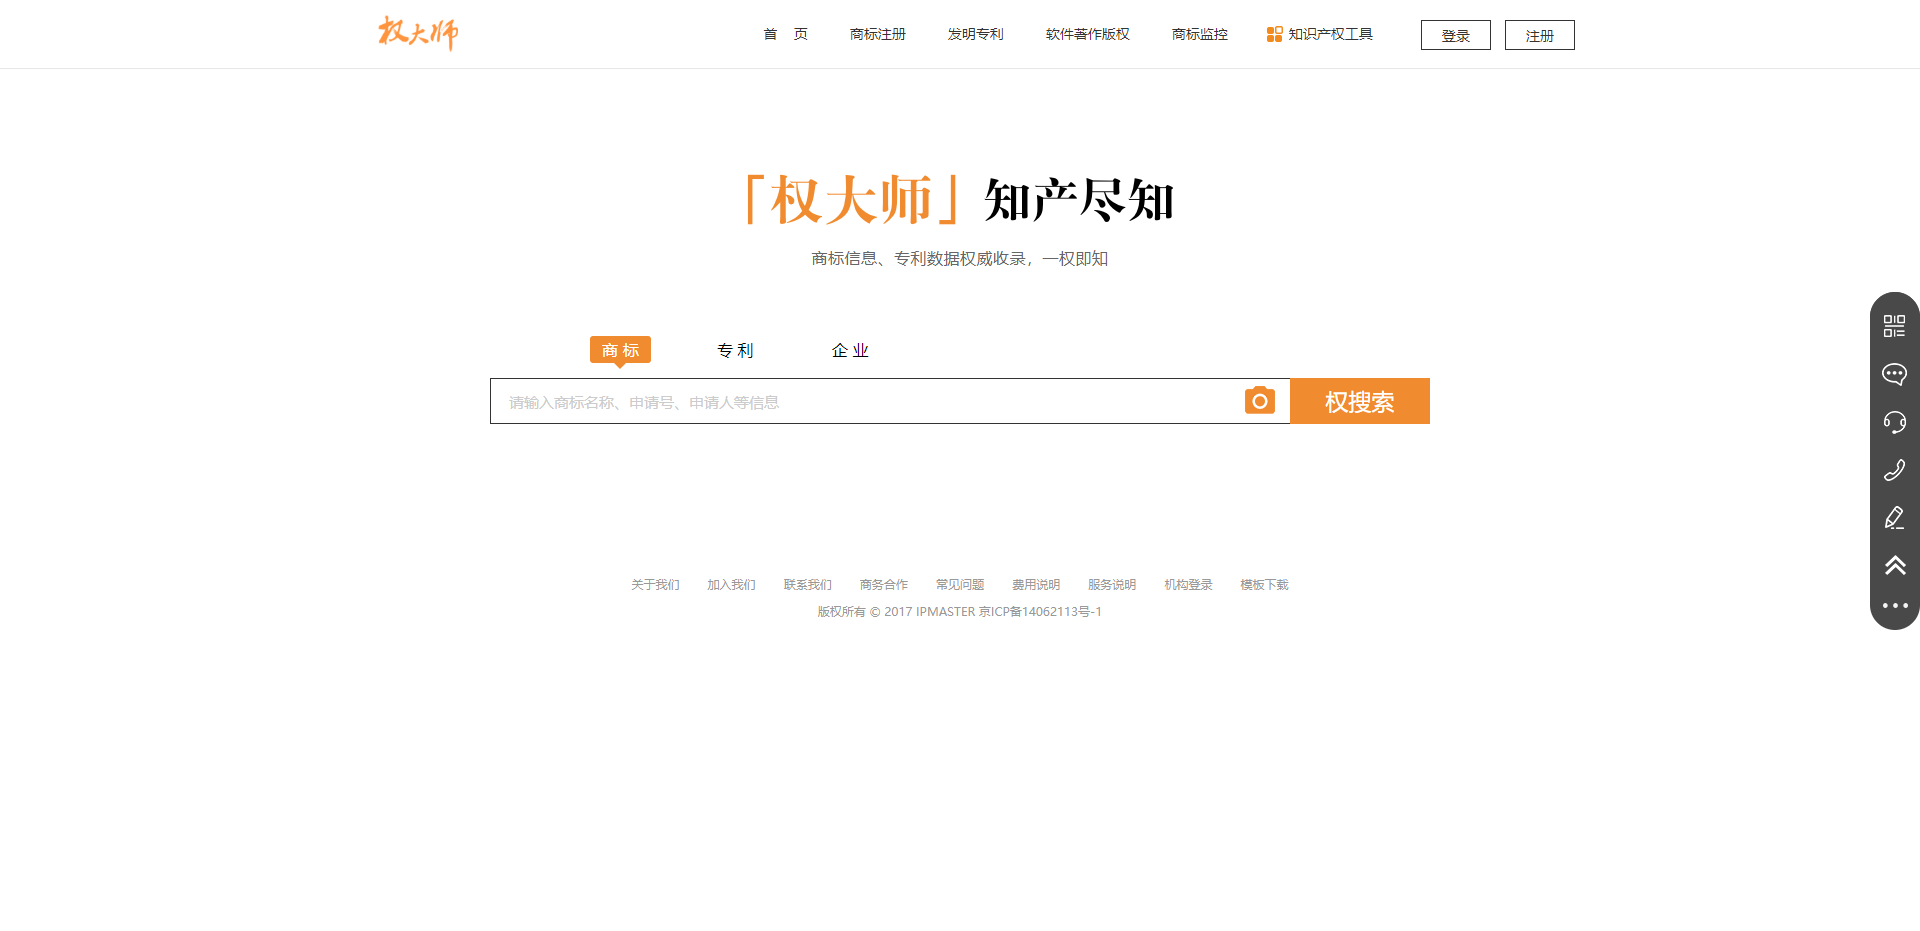 权大师 首 页 商标注册 发明专利 软件著作版权 商标监控 知识产权工具 登录 注册
「权大师」知产尽知
商标信息、专利数据权威收录，一权即知
商 标 专 利 企 业
请输入商标名称、申请号、申请人等信息 权搜索
关于我们 加入我们 联系我们 商务合作 常见问题 费用说明 服务说明 机构登录 模板下载
版权所有 © 2017 IPMASTER 京ICP备14062113号-1